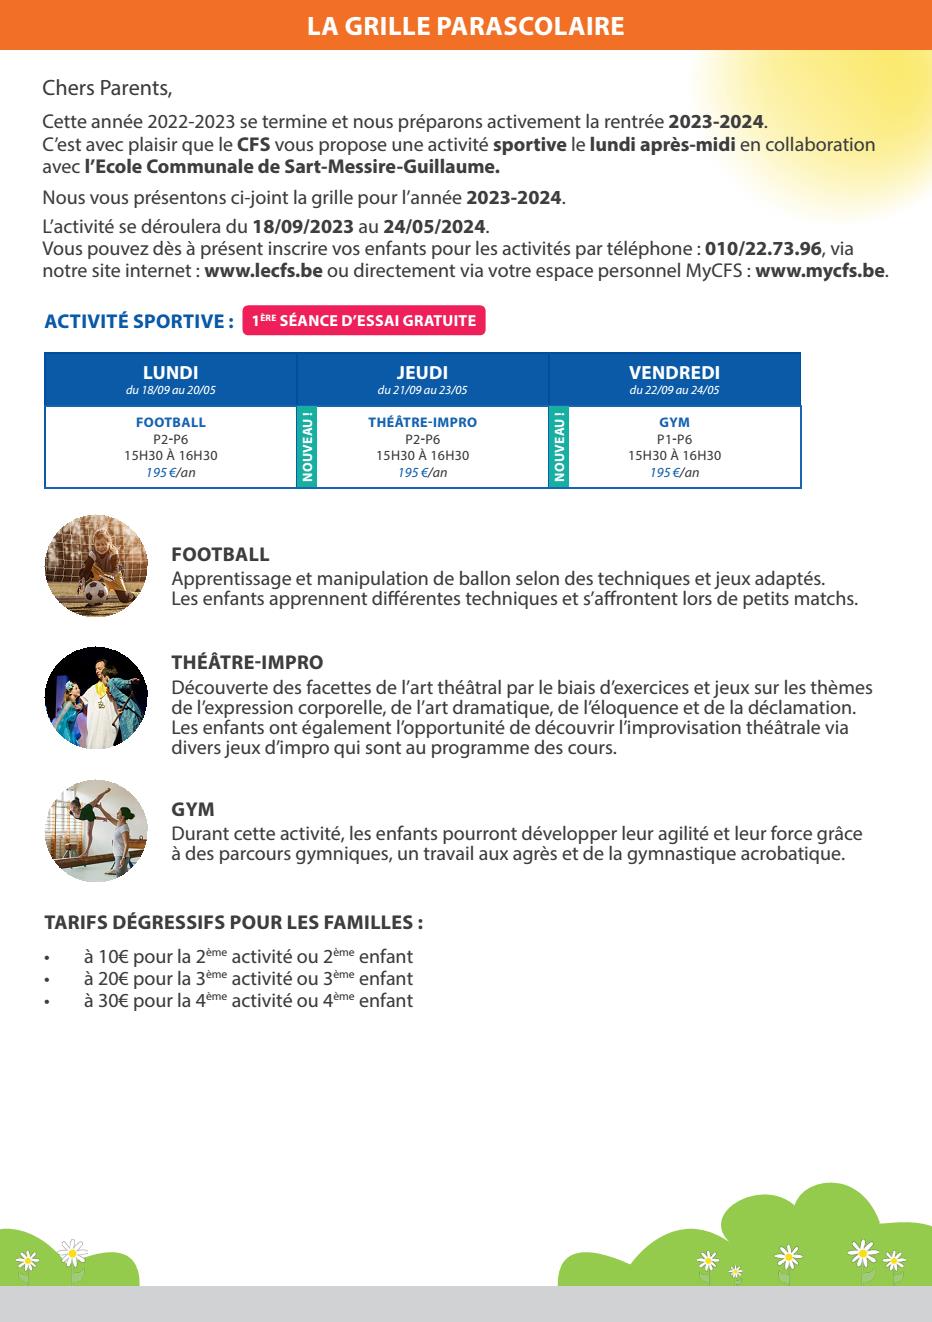 LA GRILLE PARASCOLAIRE
Chers Parents,
Cette année 2022-2023 se termine et nous préparons activement la rentrée 2023-2024.
C'est avec plaisir que le CFS vous propose une activité sportive le lundi après-midi en collaboration
avec l'Ecole Communale de Sart-Messire-Guillaume.
Nous vous présentons ci-joint la grille pour l'année 2023-2024.
L'activité se déroulera du 18/09/2023 au 24/05/2024.
Vous pouvez dès à présent inscrire vos enfants pour les activités par téléphone : 010/22.73.96, via
notre site internet : www.lecfs.be ou directement via votre espace personnel MyCFS : www.mycfs.be.
ACTIVITÉ SPORTIVE : 1ÈRE SÉANCE D'ESSAI GRATUITE
LUNDI
du 18/09 au 20/05
FOOTBALL
P2-P6
15H30 À 16H30
195 €/an
JEUDI
du 21/09 au 23/05
NOUVEAU !
THÉÂTRE-IMPRO
P2-P6
15H30 À 16H30
195 €/an
VENDREDI
du 22/09 au 24/05
NOUVEAU !
GYM
P1-P6
15H30 À 16H30
195 €/an
FOOTBALL
Apprentissage et manipulation de ballon selon des techniques et jeux adaptés.
Les enfants apprennent différentes techniques et s'affrontent lors de petits matchs.
THÉÂTRE-IMPRO
Découverte des facettes de l'art théâtral par le biais d'exercices et jeux sur les thèmes
de l'expression corporelle, de l'art dramatique, de l'éloquence et de la déclamation.
Les enfants ont également l'opportunité de découvrir l'improvisation théâtrale via
divers jeux d'impro qui sont au programme des cours.
GYM
Durant cette activité, les enfants pourront développer leur agilité et leur force grâce
à des parcours gymniques, un travail aux agrès et de la gymnastique acrobatique.
TARIFS DÉGRESSIFS POUR LES FAMILLES :
• à 10€ pour la 2ème activité ou 2ème enfant
• à 20€ pour la 3ème activité ou 3ème enfant
• à 30€ pour la 4ème activité ou 4ème enfant